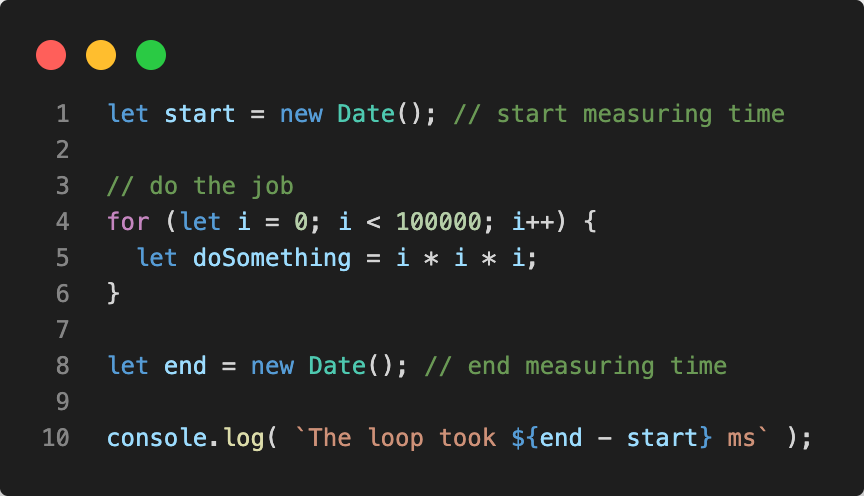 1 let start = new Date(); // start measuring time
2
3 // do the job
4 for (let i = 0; i < 100000; i++) {
5   let doSomething = i * i * i;
6 }
7
8 let end = new Date(); // end measuring time
9
10 console.log( `The loop took ${end - start} ms` );